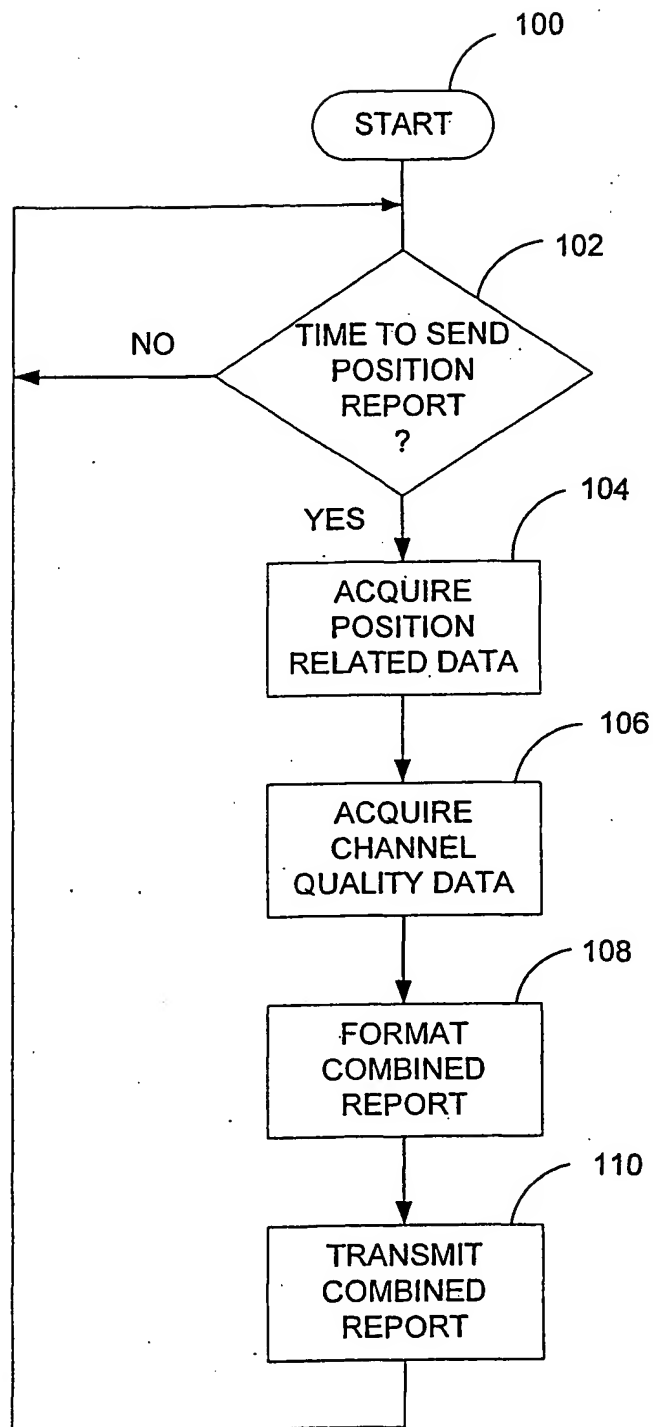 100
START
102
TIME TO SEND
POSITION
REPORT
?
NO
YES
104
ACQUIRE
POSITION
RELATED DATA
106
ACQUIRE
CHANNEL
QUALITY DATA
108
FORMAT
COMBINED
REPORT
110
TRANSMIT
COMBINED
REPORT